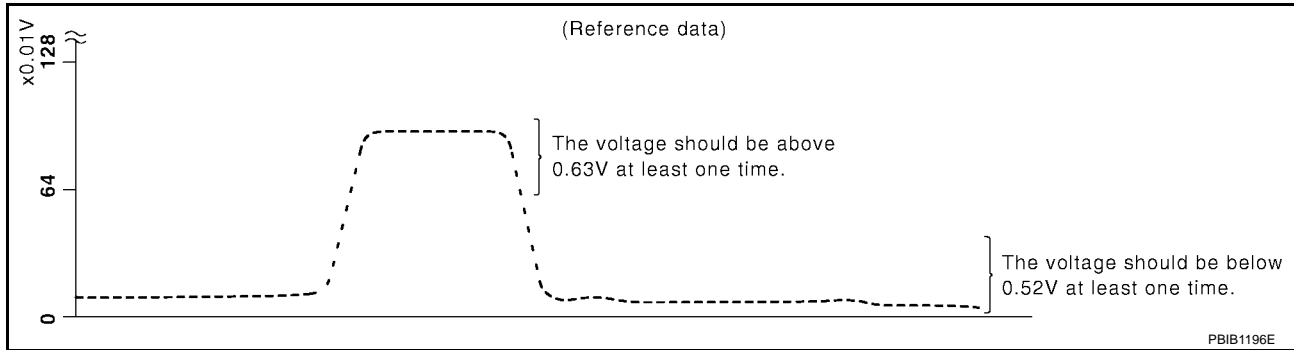 (Reference data)
x0.01V
128
64
0
The voltage should be above
0.63V at least one time.
The voltage should be below
0.52V at least one time.
PBIB1196E